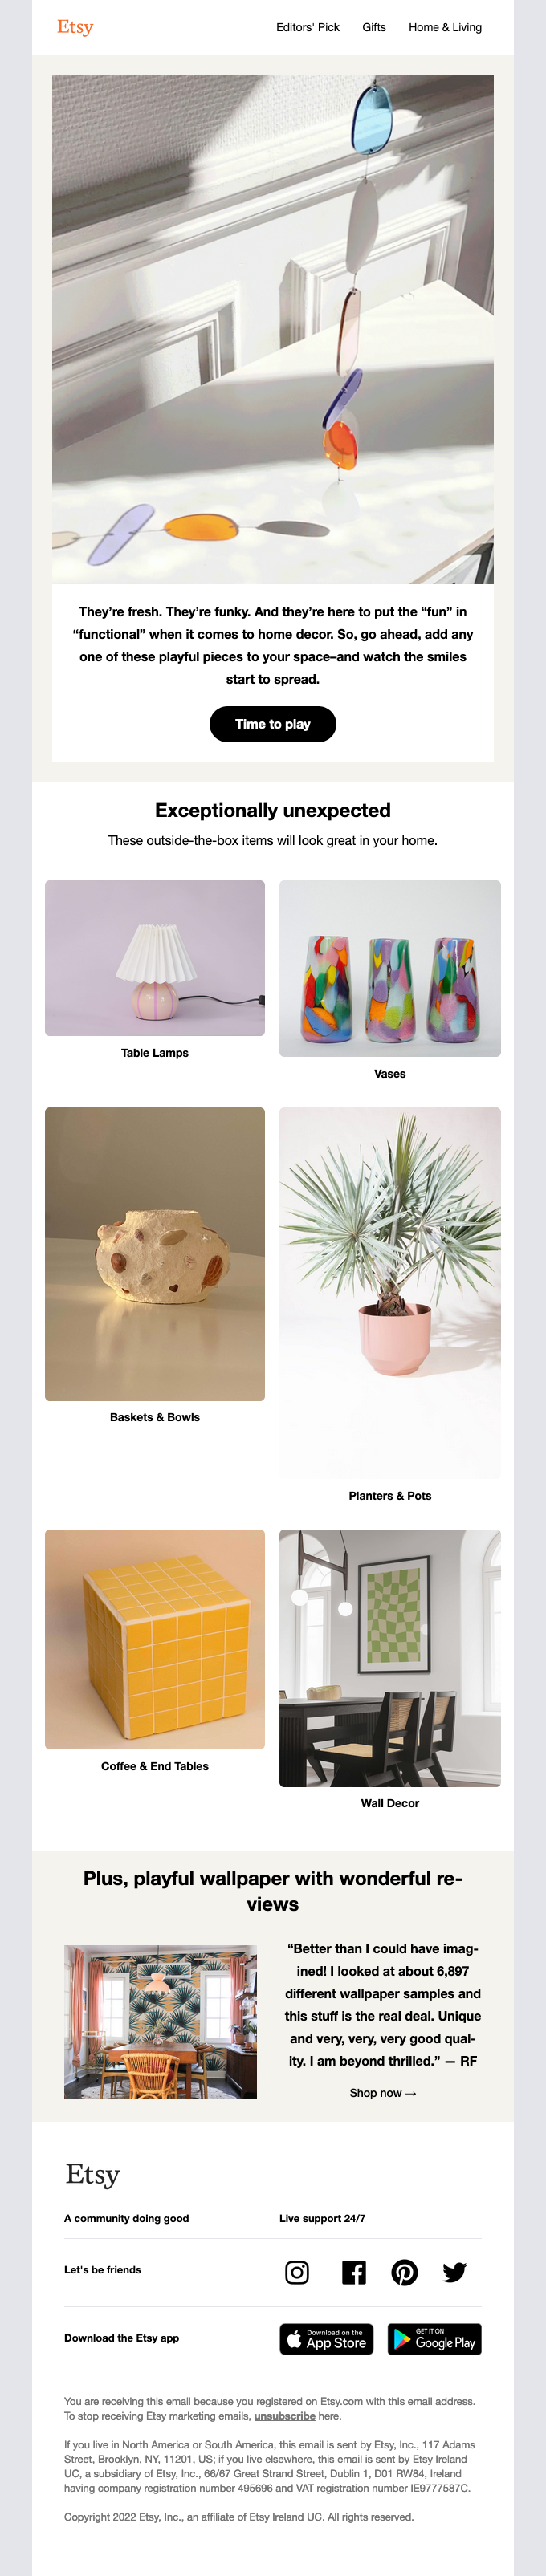 Etsy
Editors' Pick Gifts Home & Living
They're fresh. They're funky. And they're here to put the “fun” in
“functional” when it comes to home decor. So, go ahead, add any
one of these playful pieces to your space–and watch the smiles
start to spread.
Time to play
Exceptionally unexpected
These outside-the-box items will look great in your home.
Table Lamps
Vases
Baskets & Bowls
Planters & Pots
Coffee & End Tables
Wall Decor
Plus, playful wallpaper with wonderful re-
views
“Better than I could have imag-
ined! I looked at about 6,897
different wallpaper samples and
this stuff is the real deal. Unique
and very, very, very good qual-
ity. I am beyond thrilled.” — RF
Shop now →
Etsy
A community doing good
Live support 24/7
Let's be friends
Download the Etsy app
Download on the
App Store
GET IT ON
Google Play
You are receiving this email because you registered on Etsy.com with this email address.
To stop receiving Etsy marketing emails, unsubscribe here.
If you live in North America or South America, this email is sent by Etsy, Inc., 117 Adams
Street, Brooklyn, NY, 11201, US; if you live elsewhere, this email is sent by Etsy Ireland
UC, a subsidiary of Etsy, Inc., 66/67 Great Strand Street, Dublin 1, D01 RW84, Ireland
having company registration number 495696 and VAT registration number IE9777587C.
Copyright 2022 Etsy, Inc., an affiliate of Etsy Ireland UC. All rights reserved.